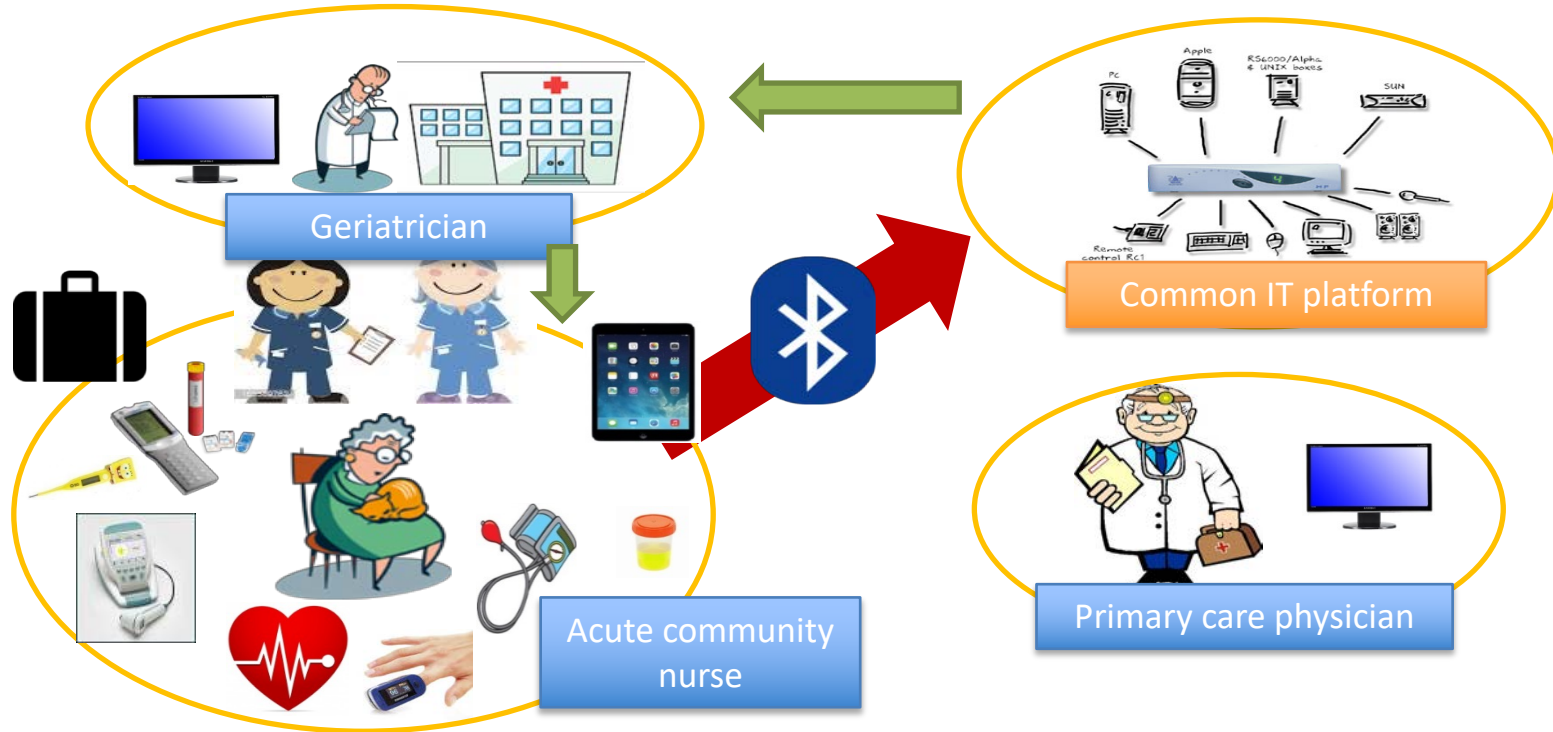 Apple
RS6000/Alpha
& UNIX boxes
PC
SUN
4
Remote
control RC1
Geriatrician
Common IT platform
Acute community
nurse
Primary care physician